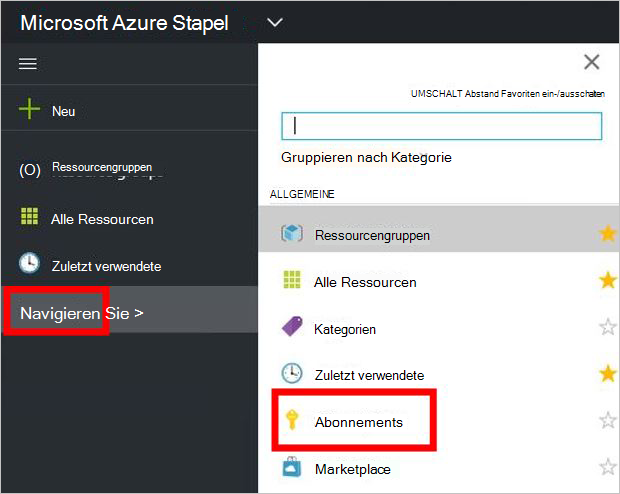 Microsoft Azure Stapel
Neu
(O) Ressourcengruppen
Alle Ressourcen
Zuletzt verwendete
Navigieren Sie >
UMSCHALT Abstand Favoriten ein-/ausschalten
Gruppieren nach Kategorie
ALLGEMEINE
Ressourcengruppen
Alle Ressourcen
Kategorien
Zuletzt verwendete
Abonnements
Marketplace